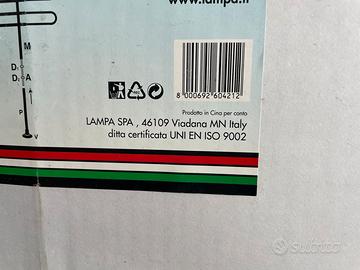 www.lampa.it
M
D
D
A
P
V
8 000692 604212
Prodotto in Cina per conto
LAMPA SPA , 46109 Viadana MN Italy
ditta certificata UNI EN ISO 9002
Subito.it